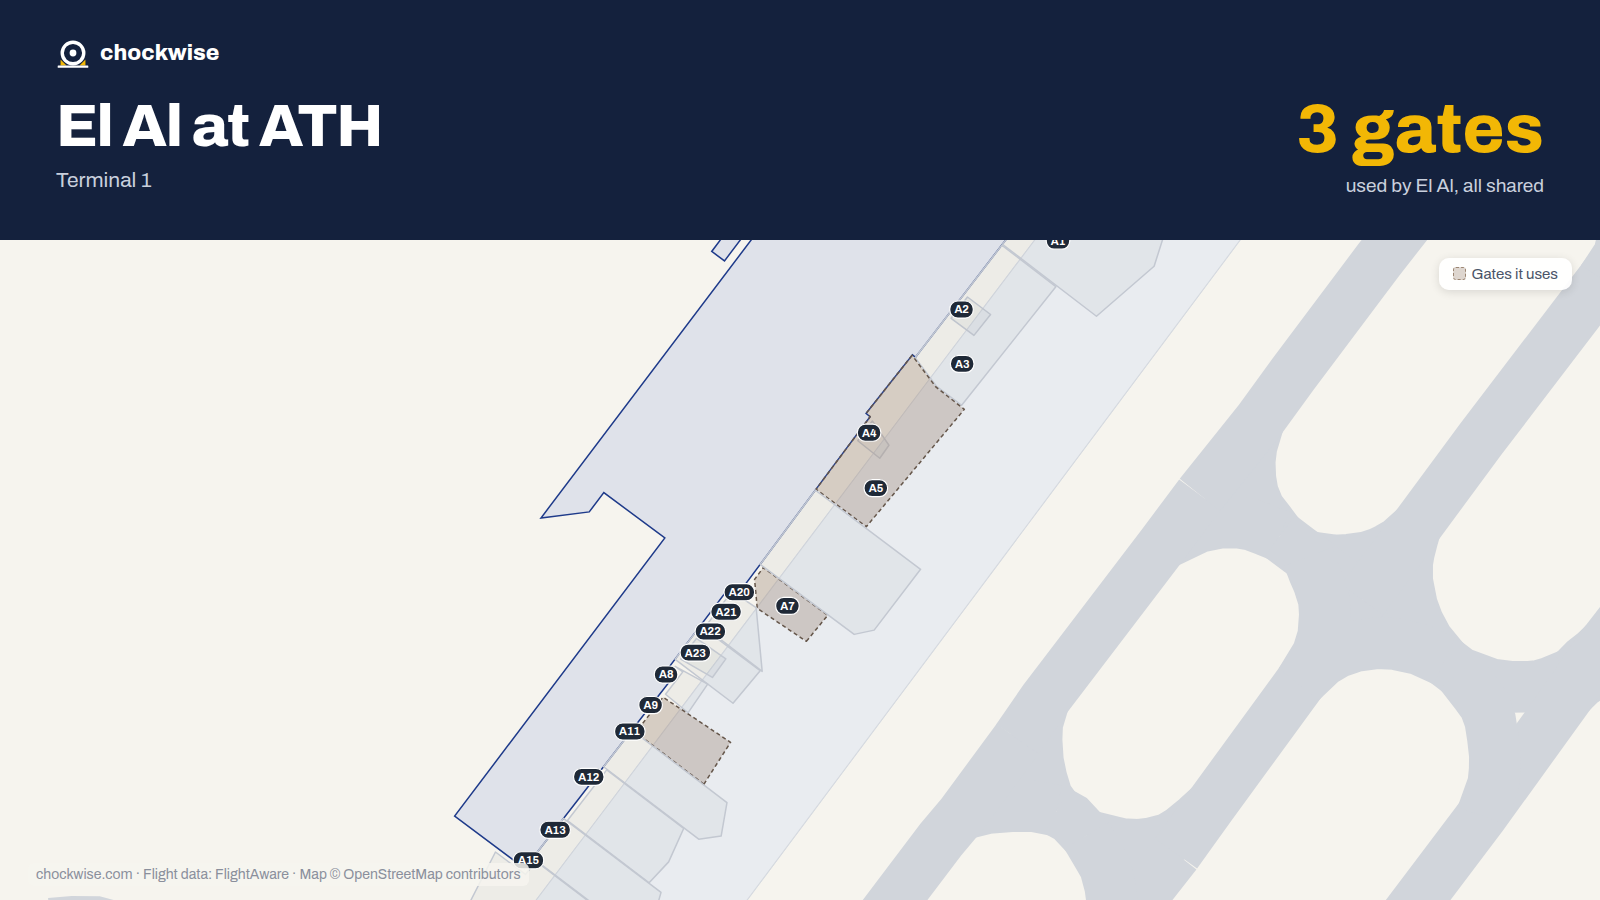 chockwise
El Al at ATH
Terminal 1
3 gates
used by El Al, all shared
Gates it uses
A1
A2
A3
A4
A5
A20
A7
A21
A22
A23
A8
A9
A11
A12
A13
A15
chockwise.com · Flight data: FlightAware · Map © OpenStreetMap contributors